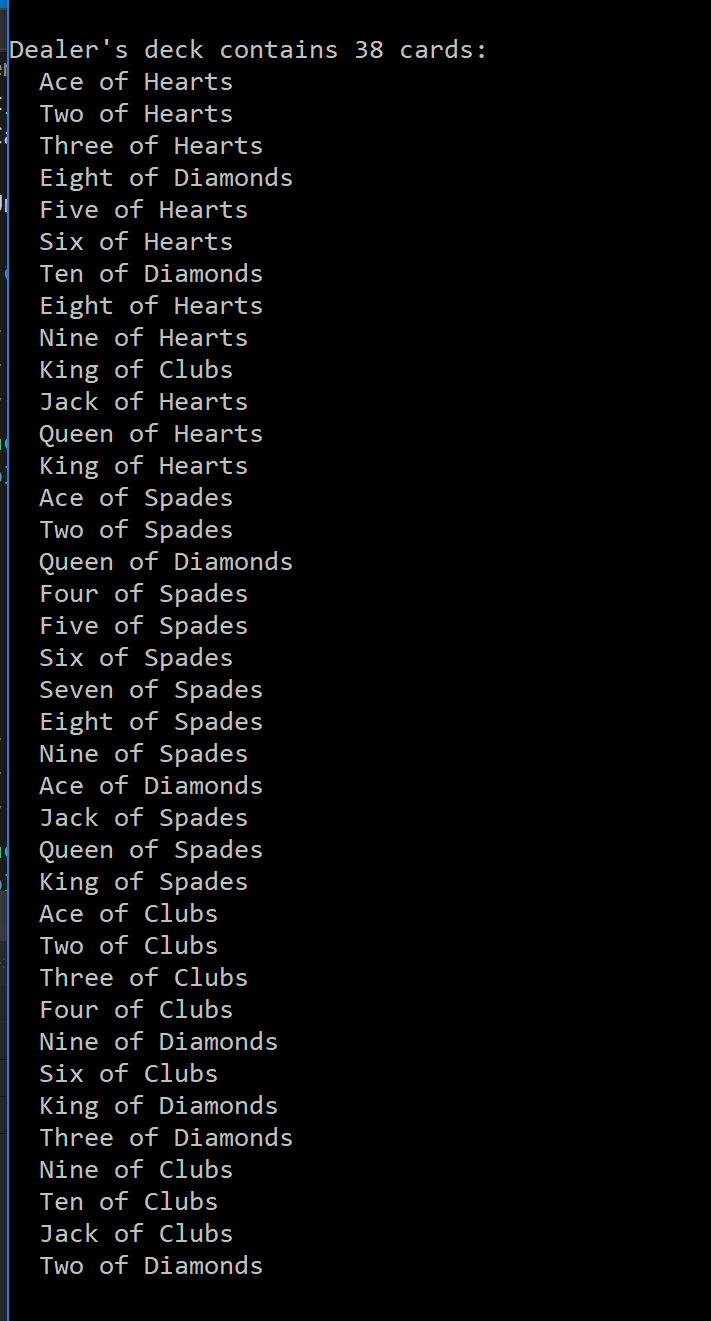 Dealer's deck contains 38 cards:
Ace of Hearts
Two of Hearts
Three of Hearts
Eight of Diamonds
Five of Hearts
Six of Hearts
Ten of Diamonds
Eight of Hearts
Nine of Hearts
King of Clubs
Jack of Hearts
Queen of Hearts
King of Hearts
Ace of Spades
Two of Spades
Queen of Diamonds
Four of Spades
Five of Spades
Six of Spades
Seven of Spades
Eight of Spades
Nine of Spades
Ace of Diamonds
Jack of Spades
Queen of Spades
King of Spades
Ace of Clubs
Two of Clubs
Three of Clubs
Four of Clubs
Nine of Diamonds
Six of Clubs
King of Diamonds
Three of Diamonds
Nine of Clubs
Ten of Clubs
Jack of Clubs
Two of Diamonds